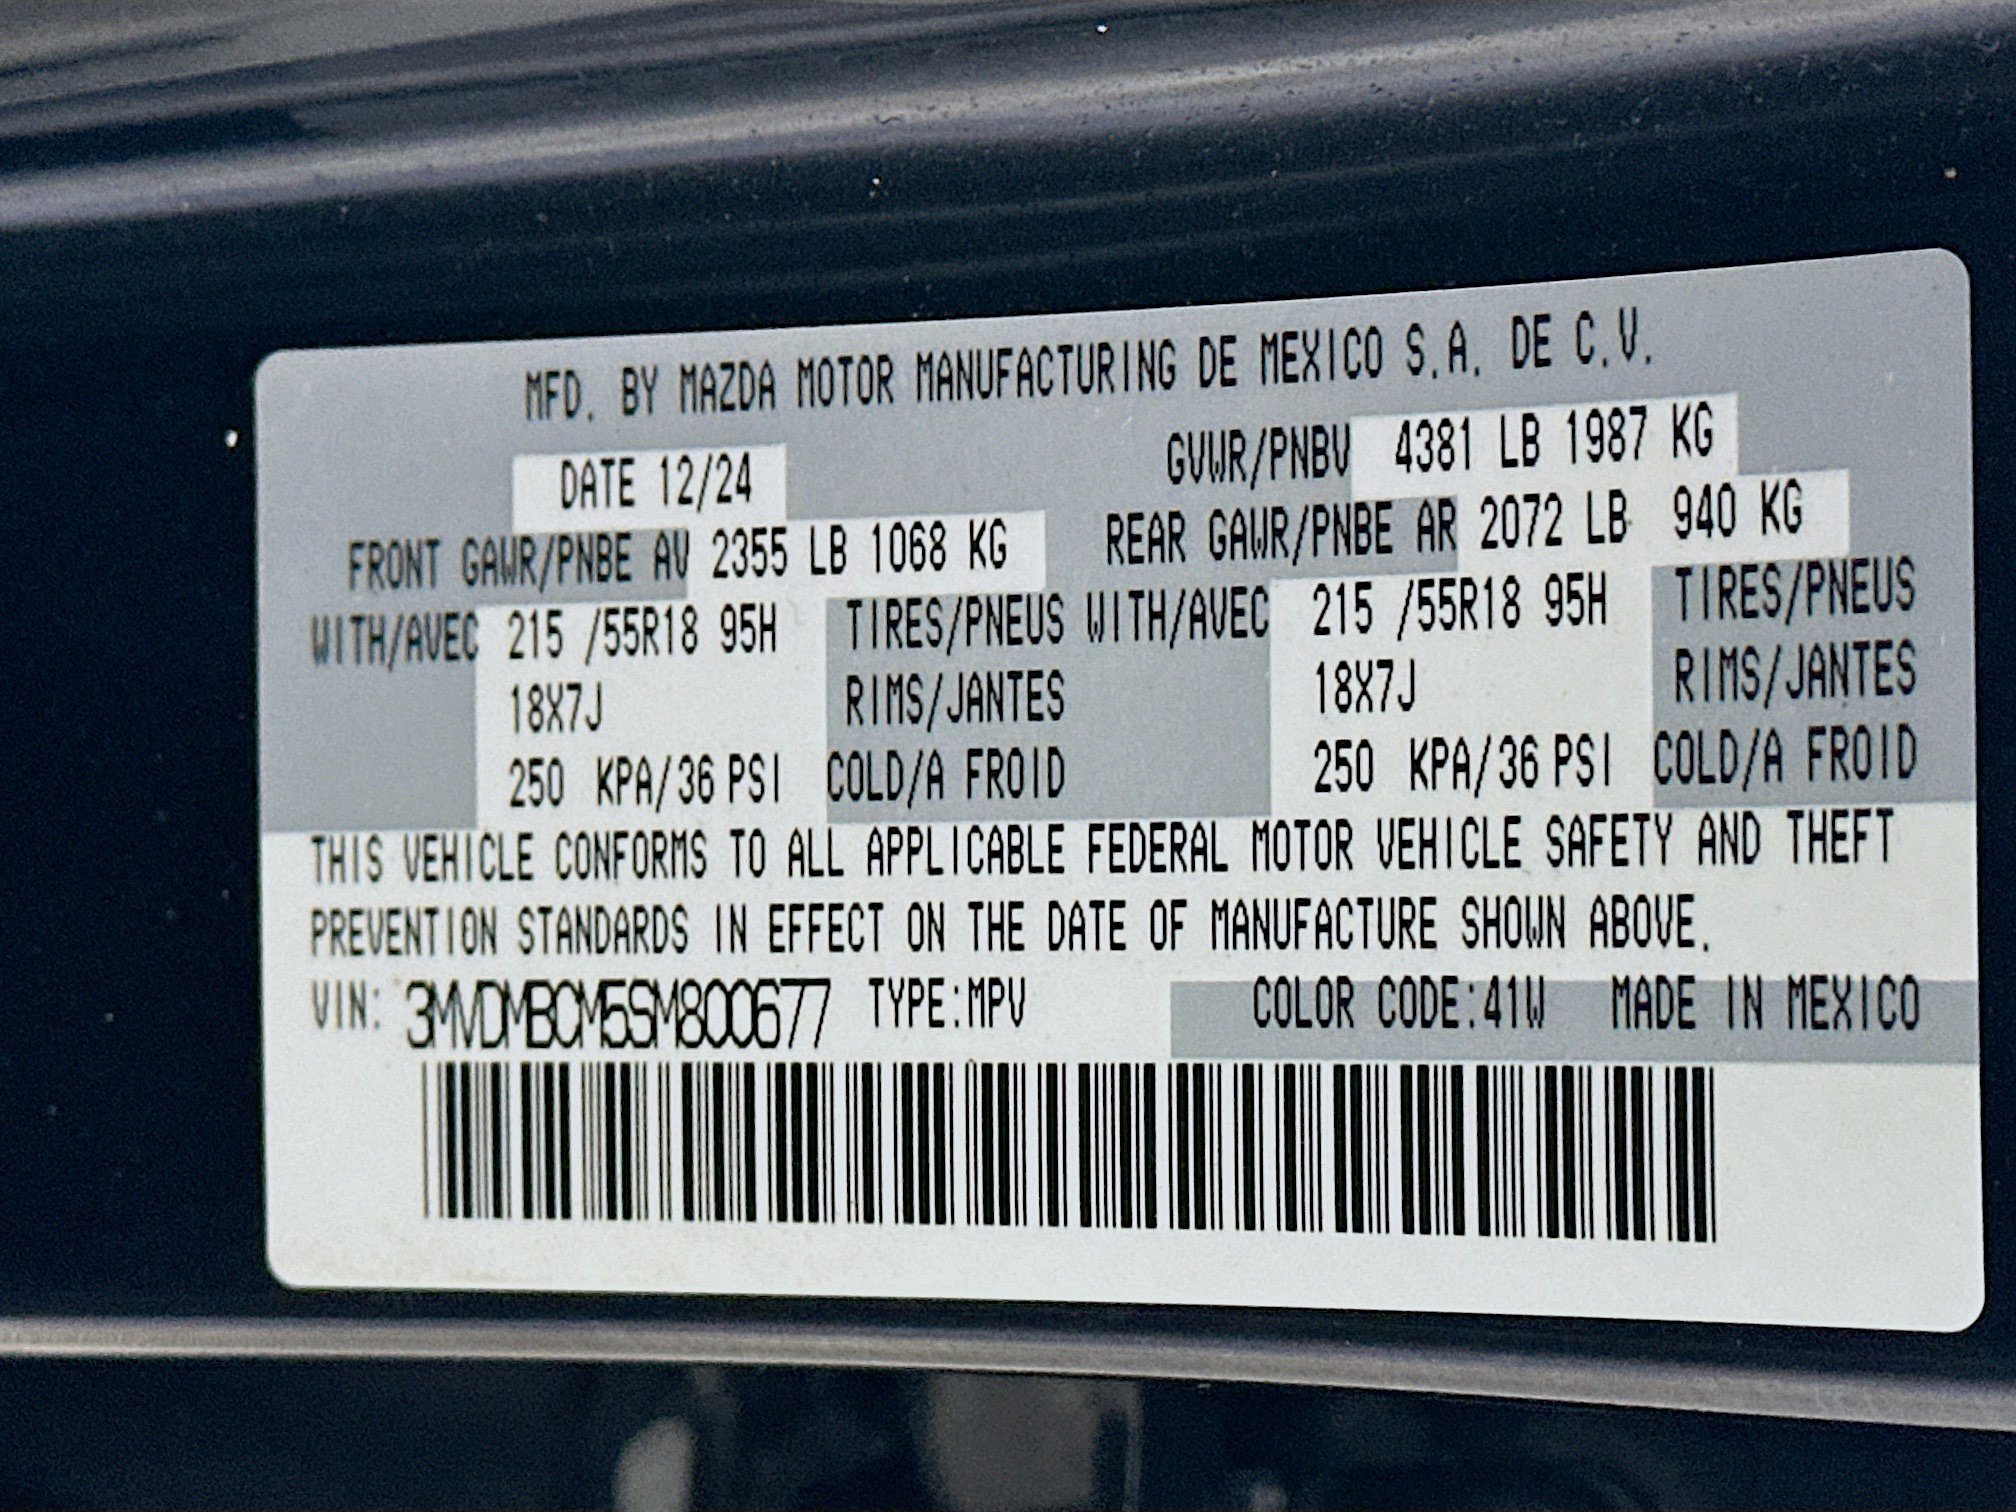 MFD. BY MAZDA MOTOR MANUFACTURING DE MEXICO S.A. DE C.V.
DATE 12/24 GVWR/PNBV 4381 LB 1987 KG
FRONT GAWR/PNBE AV 2355 LB 1068 KG REAR GAWR/PNBE AR 2072 LB 940 KG
WITH/AVEC 215 /55R18 95H TIRES/PNEUS WITH/AVEC 215 /55R18 95H TIRES/PNEUS
18X7J RIMS/JANTES 18X7J RIMS/JANTES
250 KPA/36 PSI COLD/A FROID 250 KPA/36 PSI COLD/A FROID
THIS VEHICLE CONFORMS TO ALL APPLICABLE FEDERAL MOTOR VEHICLE SAFETY AND THEFT
PREVENTION STANDARDS IN EFFECT ON THE DATE OF MANUFACTURE SHOWN ABOVE.
VIN: 3MVDMBCM5SM800677 TYPE:MPV COLOR CODE:41W MADE IN MEXICO